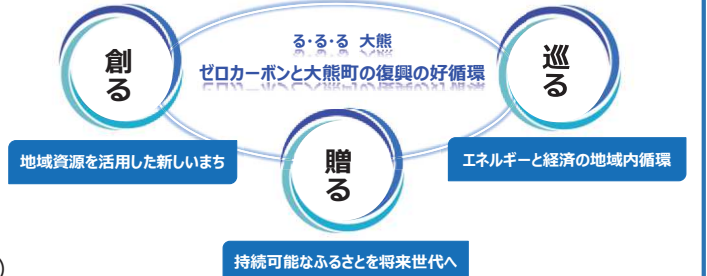 る・る・る 大熊
ゼロカーボンと大熊町の復興の好循環
創る
巡る
地域資源を活用した新しいまち
エネルギーと経済の地域内循環
贈る
持続可能なふるさとを将来世代へ
)